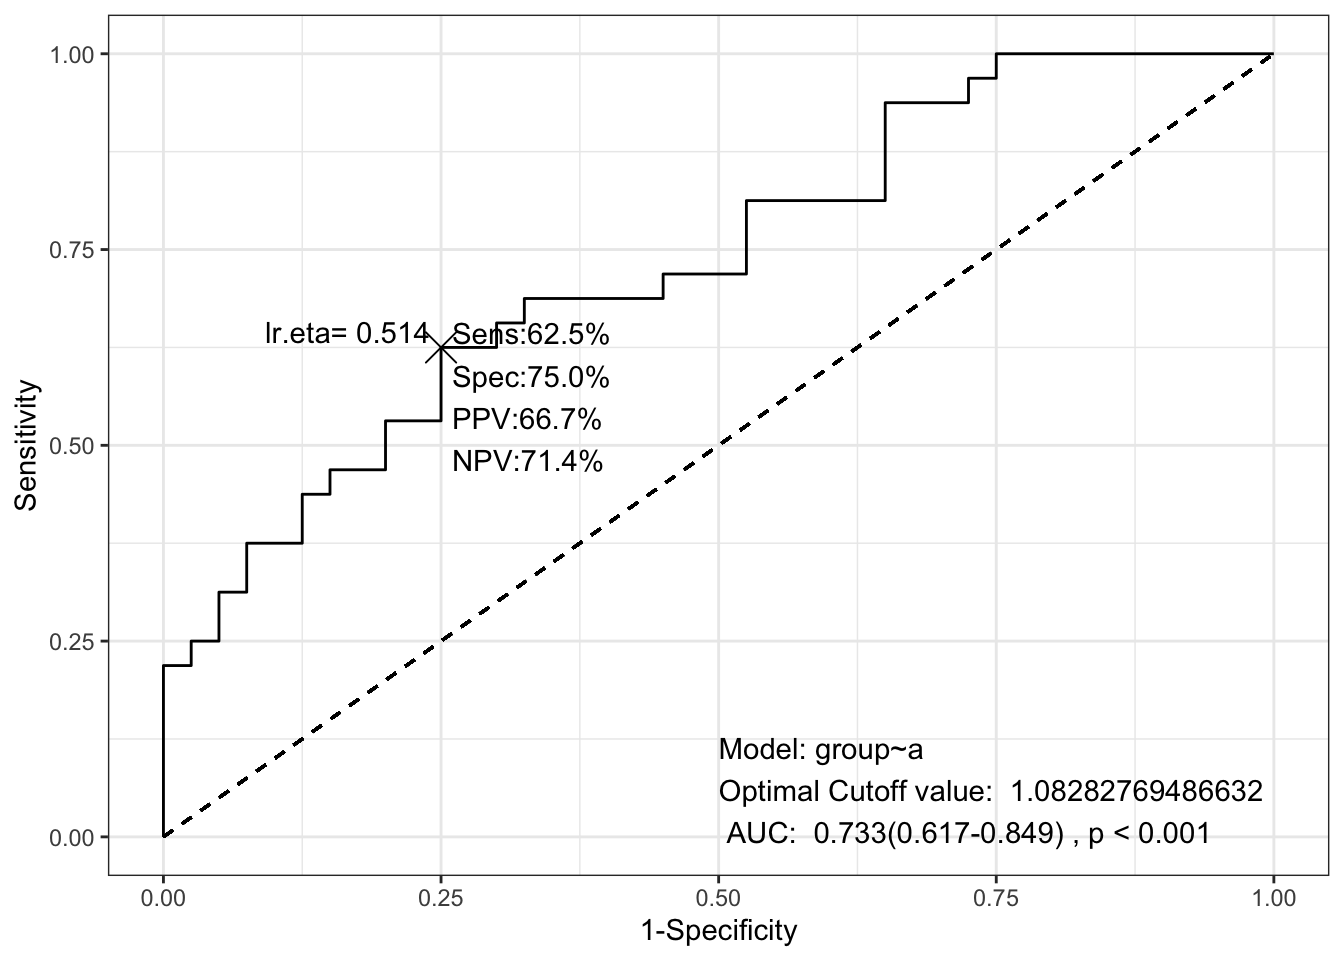 1.00
0.75
0.50
0.25
0.00
Sensitivity
lr.eta= 0.514
Sens:62.5%
Spec:75.0%
PPV:66.7%
NPV:71.4%
Model: group~a
Optimal Cutoff value:  1.08282769486632
AUC:  0.733(0.617-0.849) , p < 0.001
0.00 0.25 0.50 0.75 1.00
1-Specificity